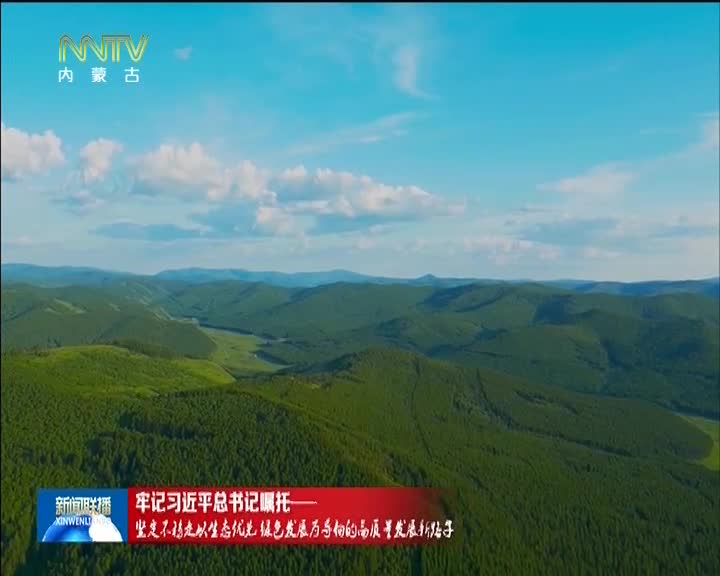 NMTV
内蒙古
新闻联播
XINWENLIANBO
牢记习近平总书记嘱托——
坚定不移走以生态优先 绿色发展为导向的高质量发展新路子